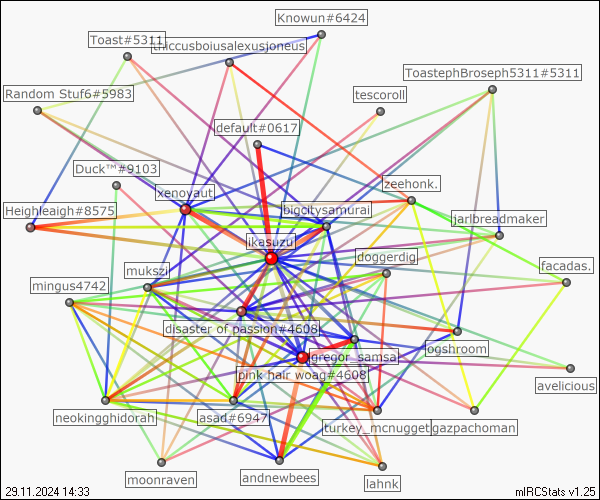 Knowun#6424
Toast#5311
thiccusboiusalexusjoneus
ToastephBroseph5311#5311
Random Stuf6#5983
tescoroll
default#0617
Duck™#9103
zeehonk.
xenoyaut
Heighleaigh#8575
bigcitysamurai
jarlbreadmaker
ikasuzu
doggerdig
mukszi
facadas.
mingus4742
disaster of passion#4608
ogshroom
gregor_samsa
pink hair woag#4608
avelicious
neokingghidorah
asad#6947
turkey_mcnugget
gazpachoman
moonraven
andnewbees
lahnk
29.11.2024 14:33
mIRCStats v1.25